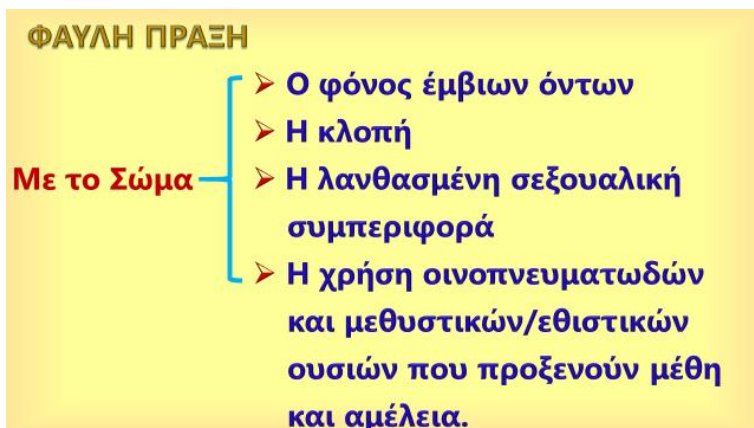 ΦΑΥΛΗ ΠΡΑΞΗ
Με το Σώμα
➤ Ο φόνος έμβιων όντων
➤ Η κλοπή
➤ Η λανθασμένη σεξουαλική
συμπεριφορά
➤ Η χρήση οινοπνευματωδών
και μεθυστικών/εθιστικών
ουσιών που προξενούν μέθη
και αμέλεια.